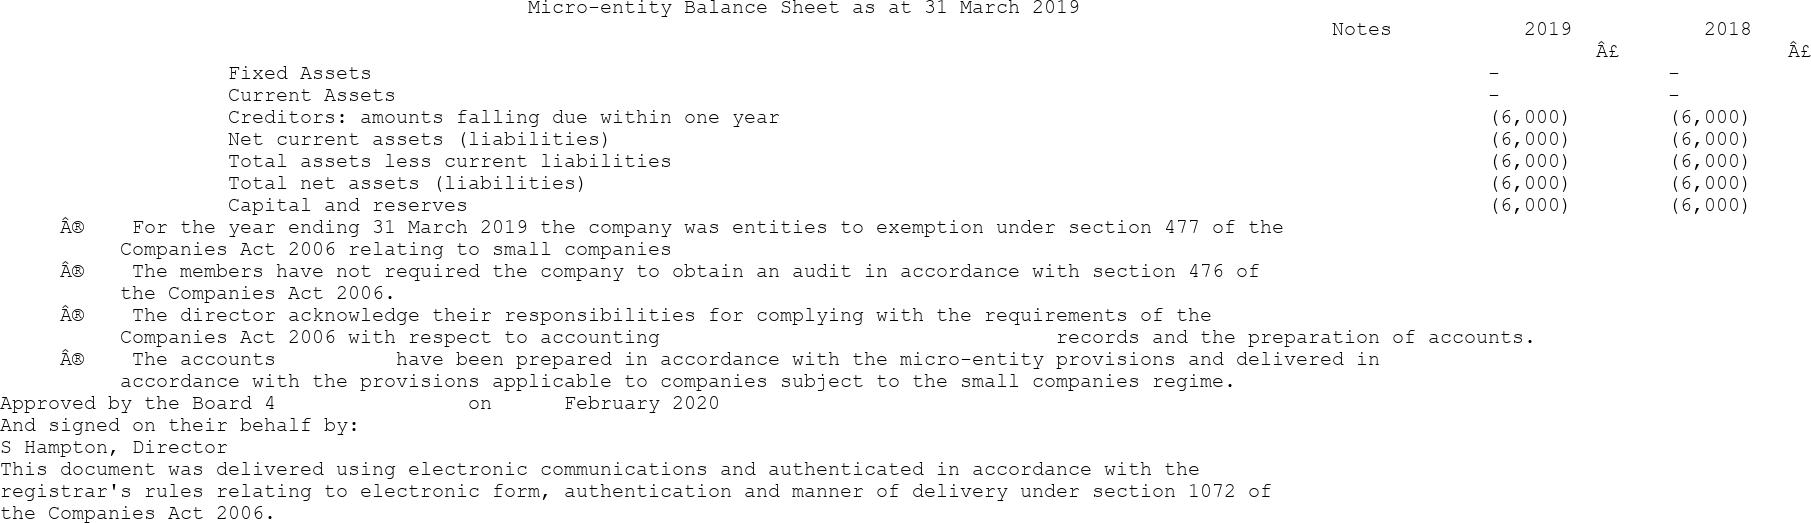 Micro-entity Balance Sheet as at 31 March 2019
Notes 2019 2018
Â£ Â£
Fixed Assets - -
Current Assets - -
Creditors: amounts falling due within one year (6,000) (6,000)
Net current assets (liabilities) (6,000) (6,000)
Total assets less current liabilities (6,000) (6,000)
Total net assets (liabilities) (6,000) (6,000)
Capital and reserves (6,000) (6,000)
Â® For the year ending 31 March 2019 the company was entities to exemption under section 477 of the
Companies Act 2006 relating to small companies
Â® The members have not required the company to obtain an audit in accordance with section 476 of
the Companies Act 2006.
Â® The director acknowledge their responsibilities for complying with the requirements of the
Companies Act 2006 with respect to accounting records and the preparation of accounts.
Â® The accounts have been prepared in accordance with the micro-entity provisions and delivered in
accordance with the provisions applicable to companies subject to the small companies regime.
Approved by the Board 4 on February 2020
And signed on their behalf by:
S Hampton, Director
This document was delivered using electronic communications and authenticated in accordance with the
registrar's rules relating to electronic form, authentication and manner of delivery under section 1072 of
the Companies Act 2006.